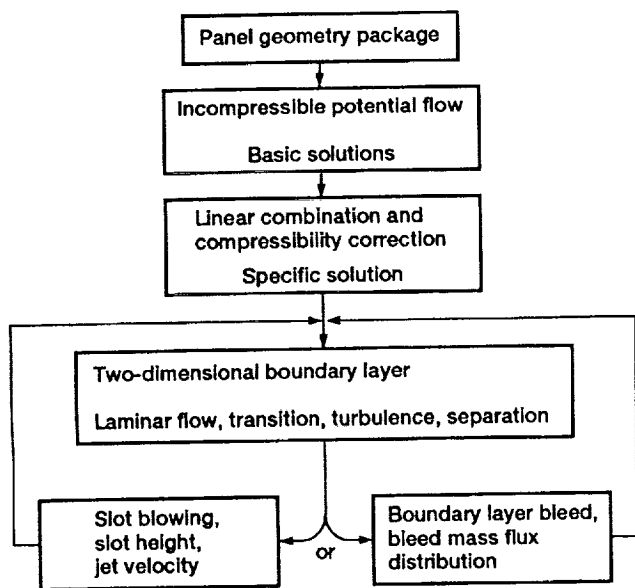 Panel geometry package
Incompressible potential flow
Basic solutions
Linear combination and
compressibility correction
Specific solution
Two-dimensional boundary layer
Laminar flow, transition, turbulence, separation
Slot blowing,
slot height,
jet velocity
or
Boundary layer bleed,
bleed mass flux
distribution